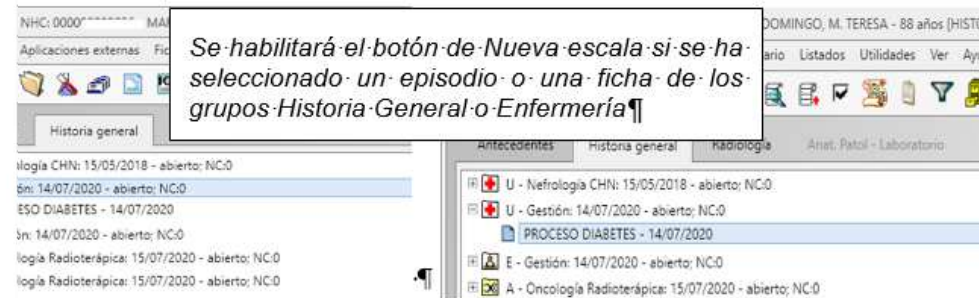 NHC: 0000
Aplicaciones externas
Historia general
Se habilitará el botón de Nueva escala si se ha
seleccionado un episodio o una ficha de los
grupos Historia General o Enfermería¶
ología CHN: 15/05/2018 - abierto; NC:0
ón: 14/07/2020 - abierto; NC:0
ESO DIABETES - 14/07/2020
ón: 14/07/2020 - abierto; NC:0
logía Radioterápica: 15/07/2020 - abierto; NC:0
logía Radioterápica: 15/07/2020 - abierto; NC:0
¶
DOMINGO, M. TERESA - 88 años [HIST
ario Listados Utilidades Ver Ay
Antecedentes Historia general Radiología Anat. Patol - Laboratorio
U - Nefrología CHN: 15/05/2018 - abierto; NC:0
U - Gestión: 14/07/2020 - abierto; NC:0
PROCESO DIABETES - 14/07/2020
E - Gestión: 14/07/2020 - abierto; NC:0
A - Oncología Radioterápica: 15/07/2020 - abierto; NC:0